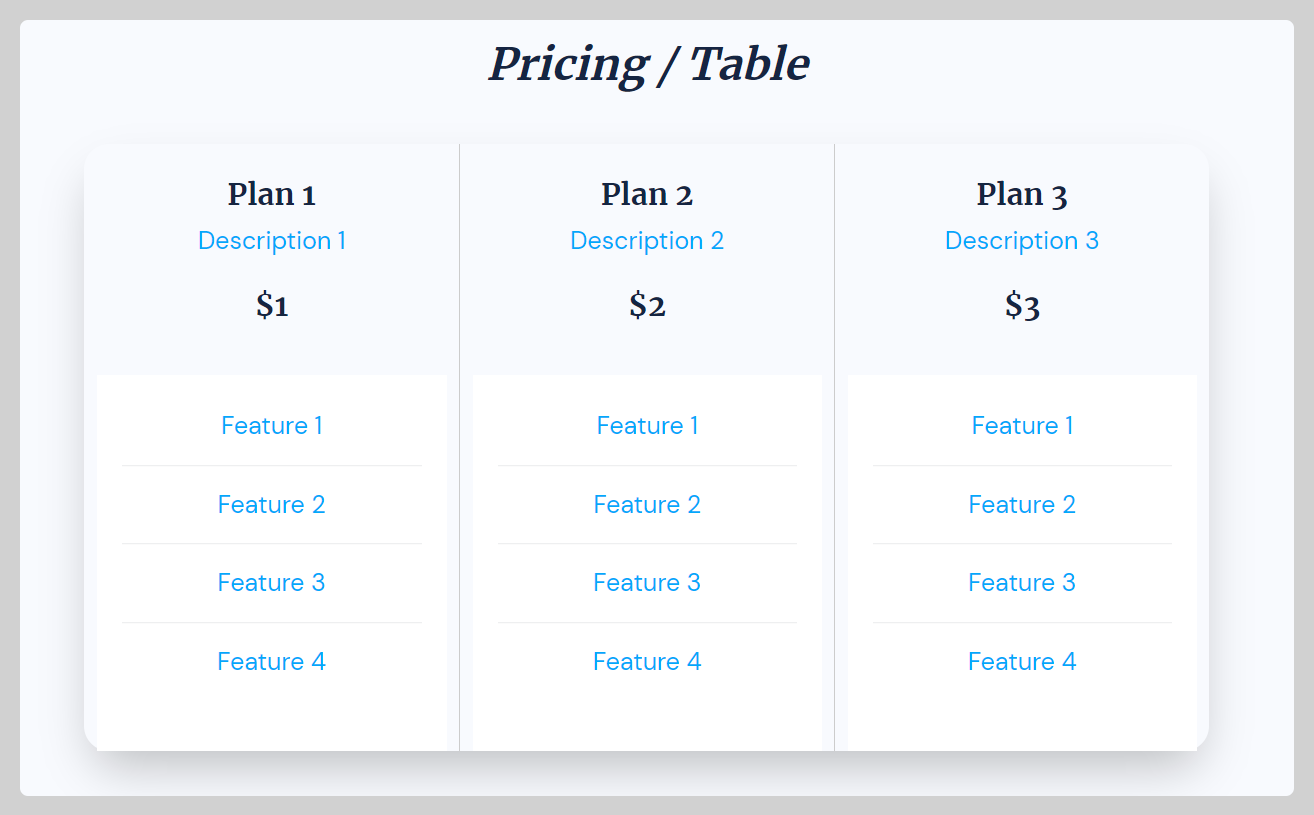 Pricing / Table
Plan 1
Description 1
$1
Feature 1
Feature 2
Feature 3
Feature 4
Plan 2
Description 2
$2
Feature 1
Feature 2
Feature 3
Feature 4
Plan 3
Description 3
$3
Feature 1
Feature 2
Feature 3
Feature 4